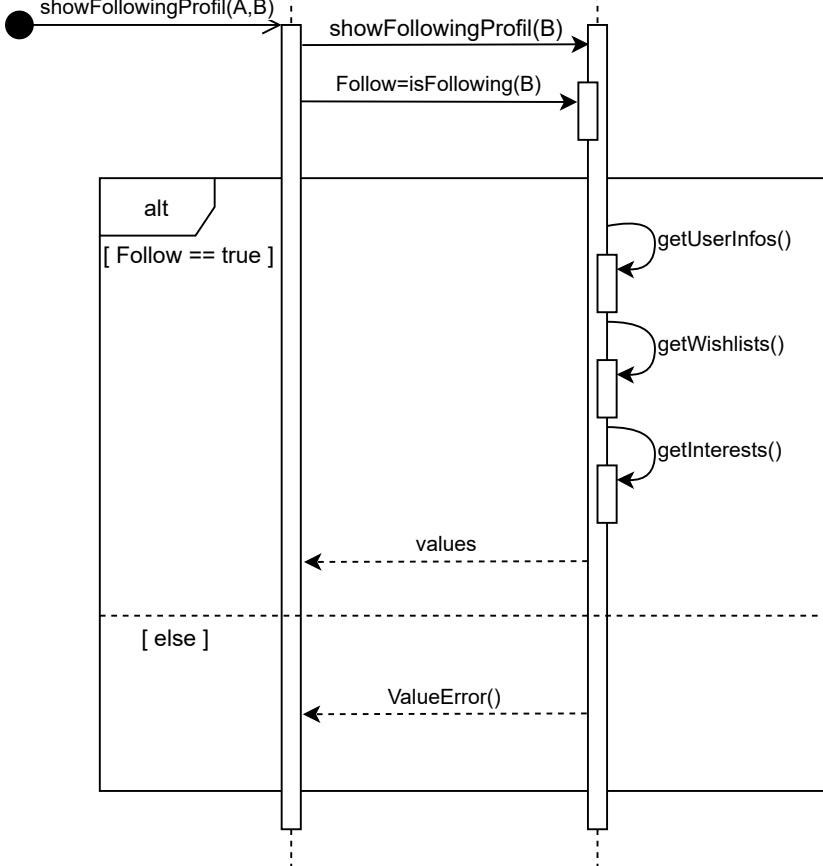 showFollowingProfil(A,B)
showFollowingProfil(B)
Follow=isFollowing(B)
alt
[ Follow == true ]
getUserInfos()
getWishlists()
getInterests()
values
[ else ]
ValueError()